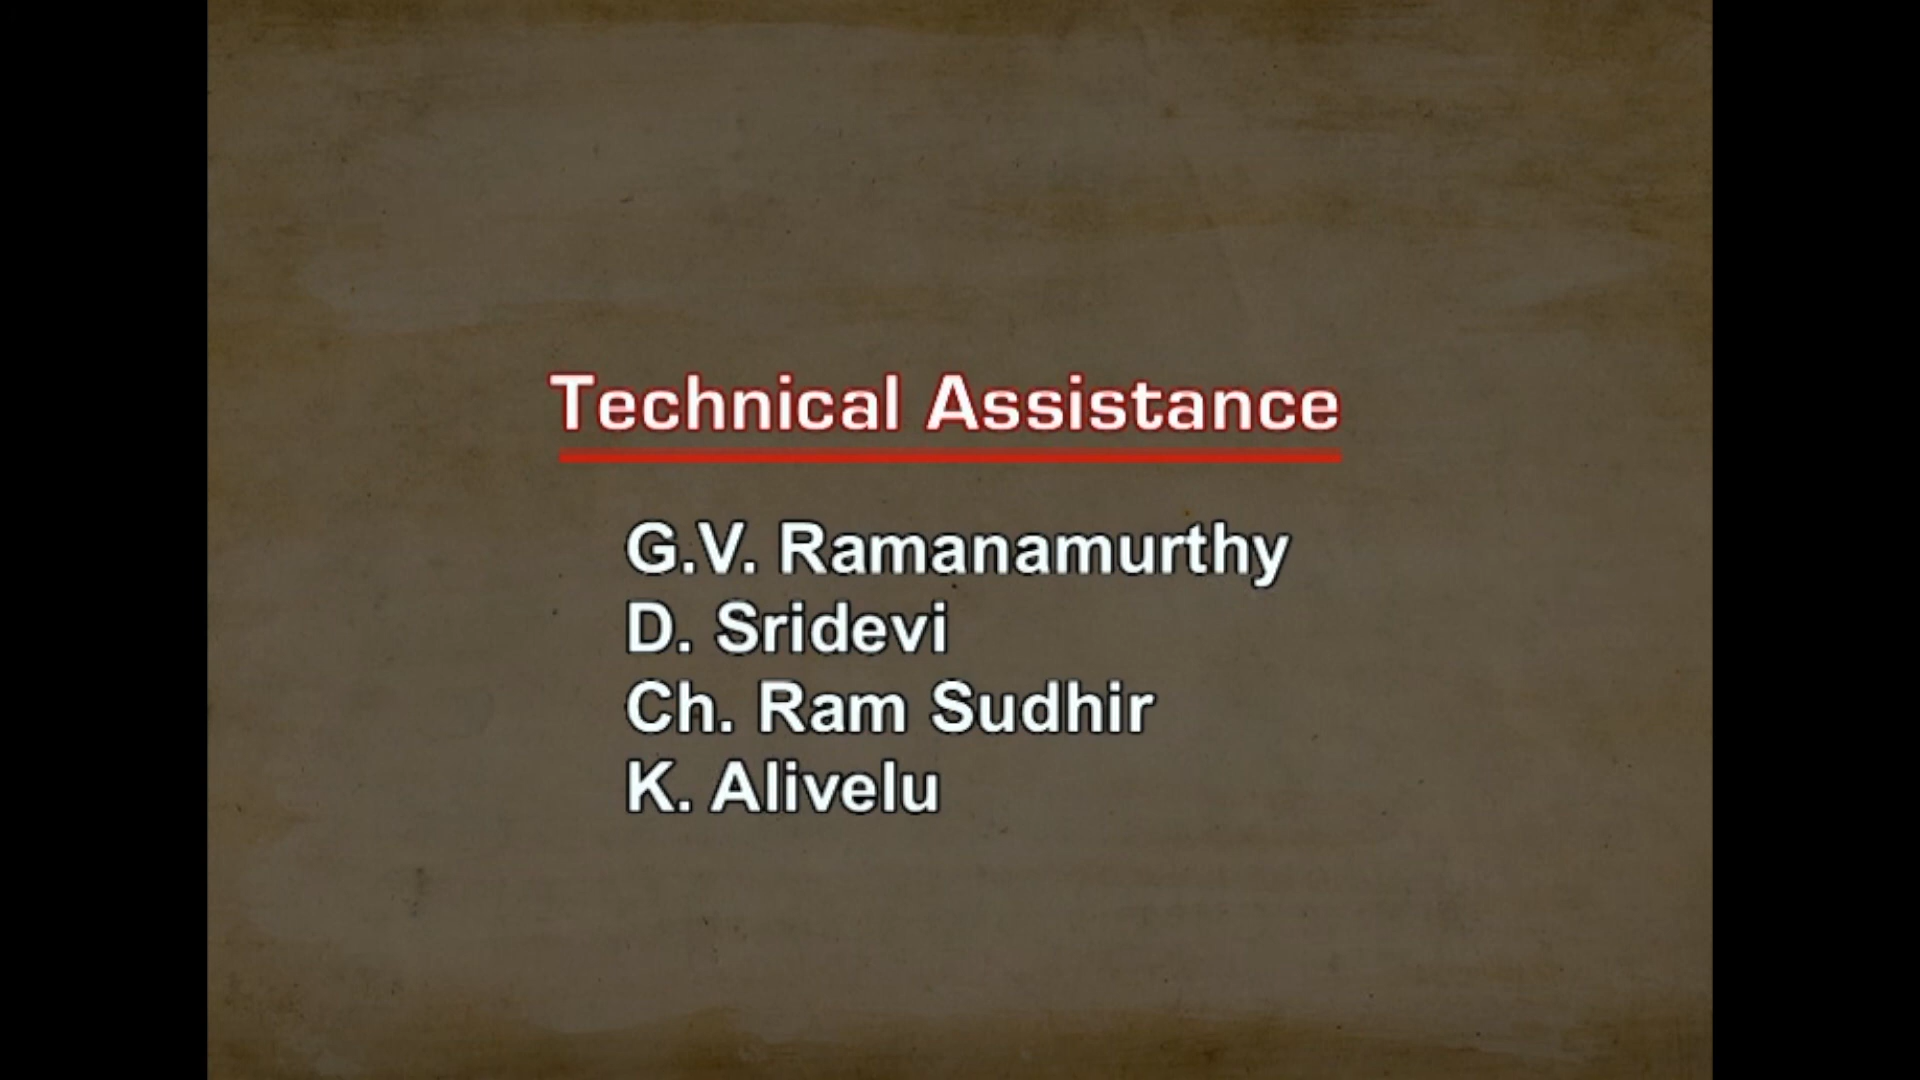 Technical Assistance
G.V. Ramanamurthy
D. Sridevi
Ch. Ram Sudhir
K. Alivelu